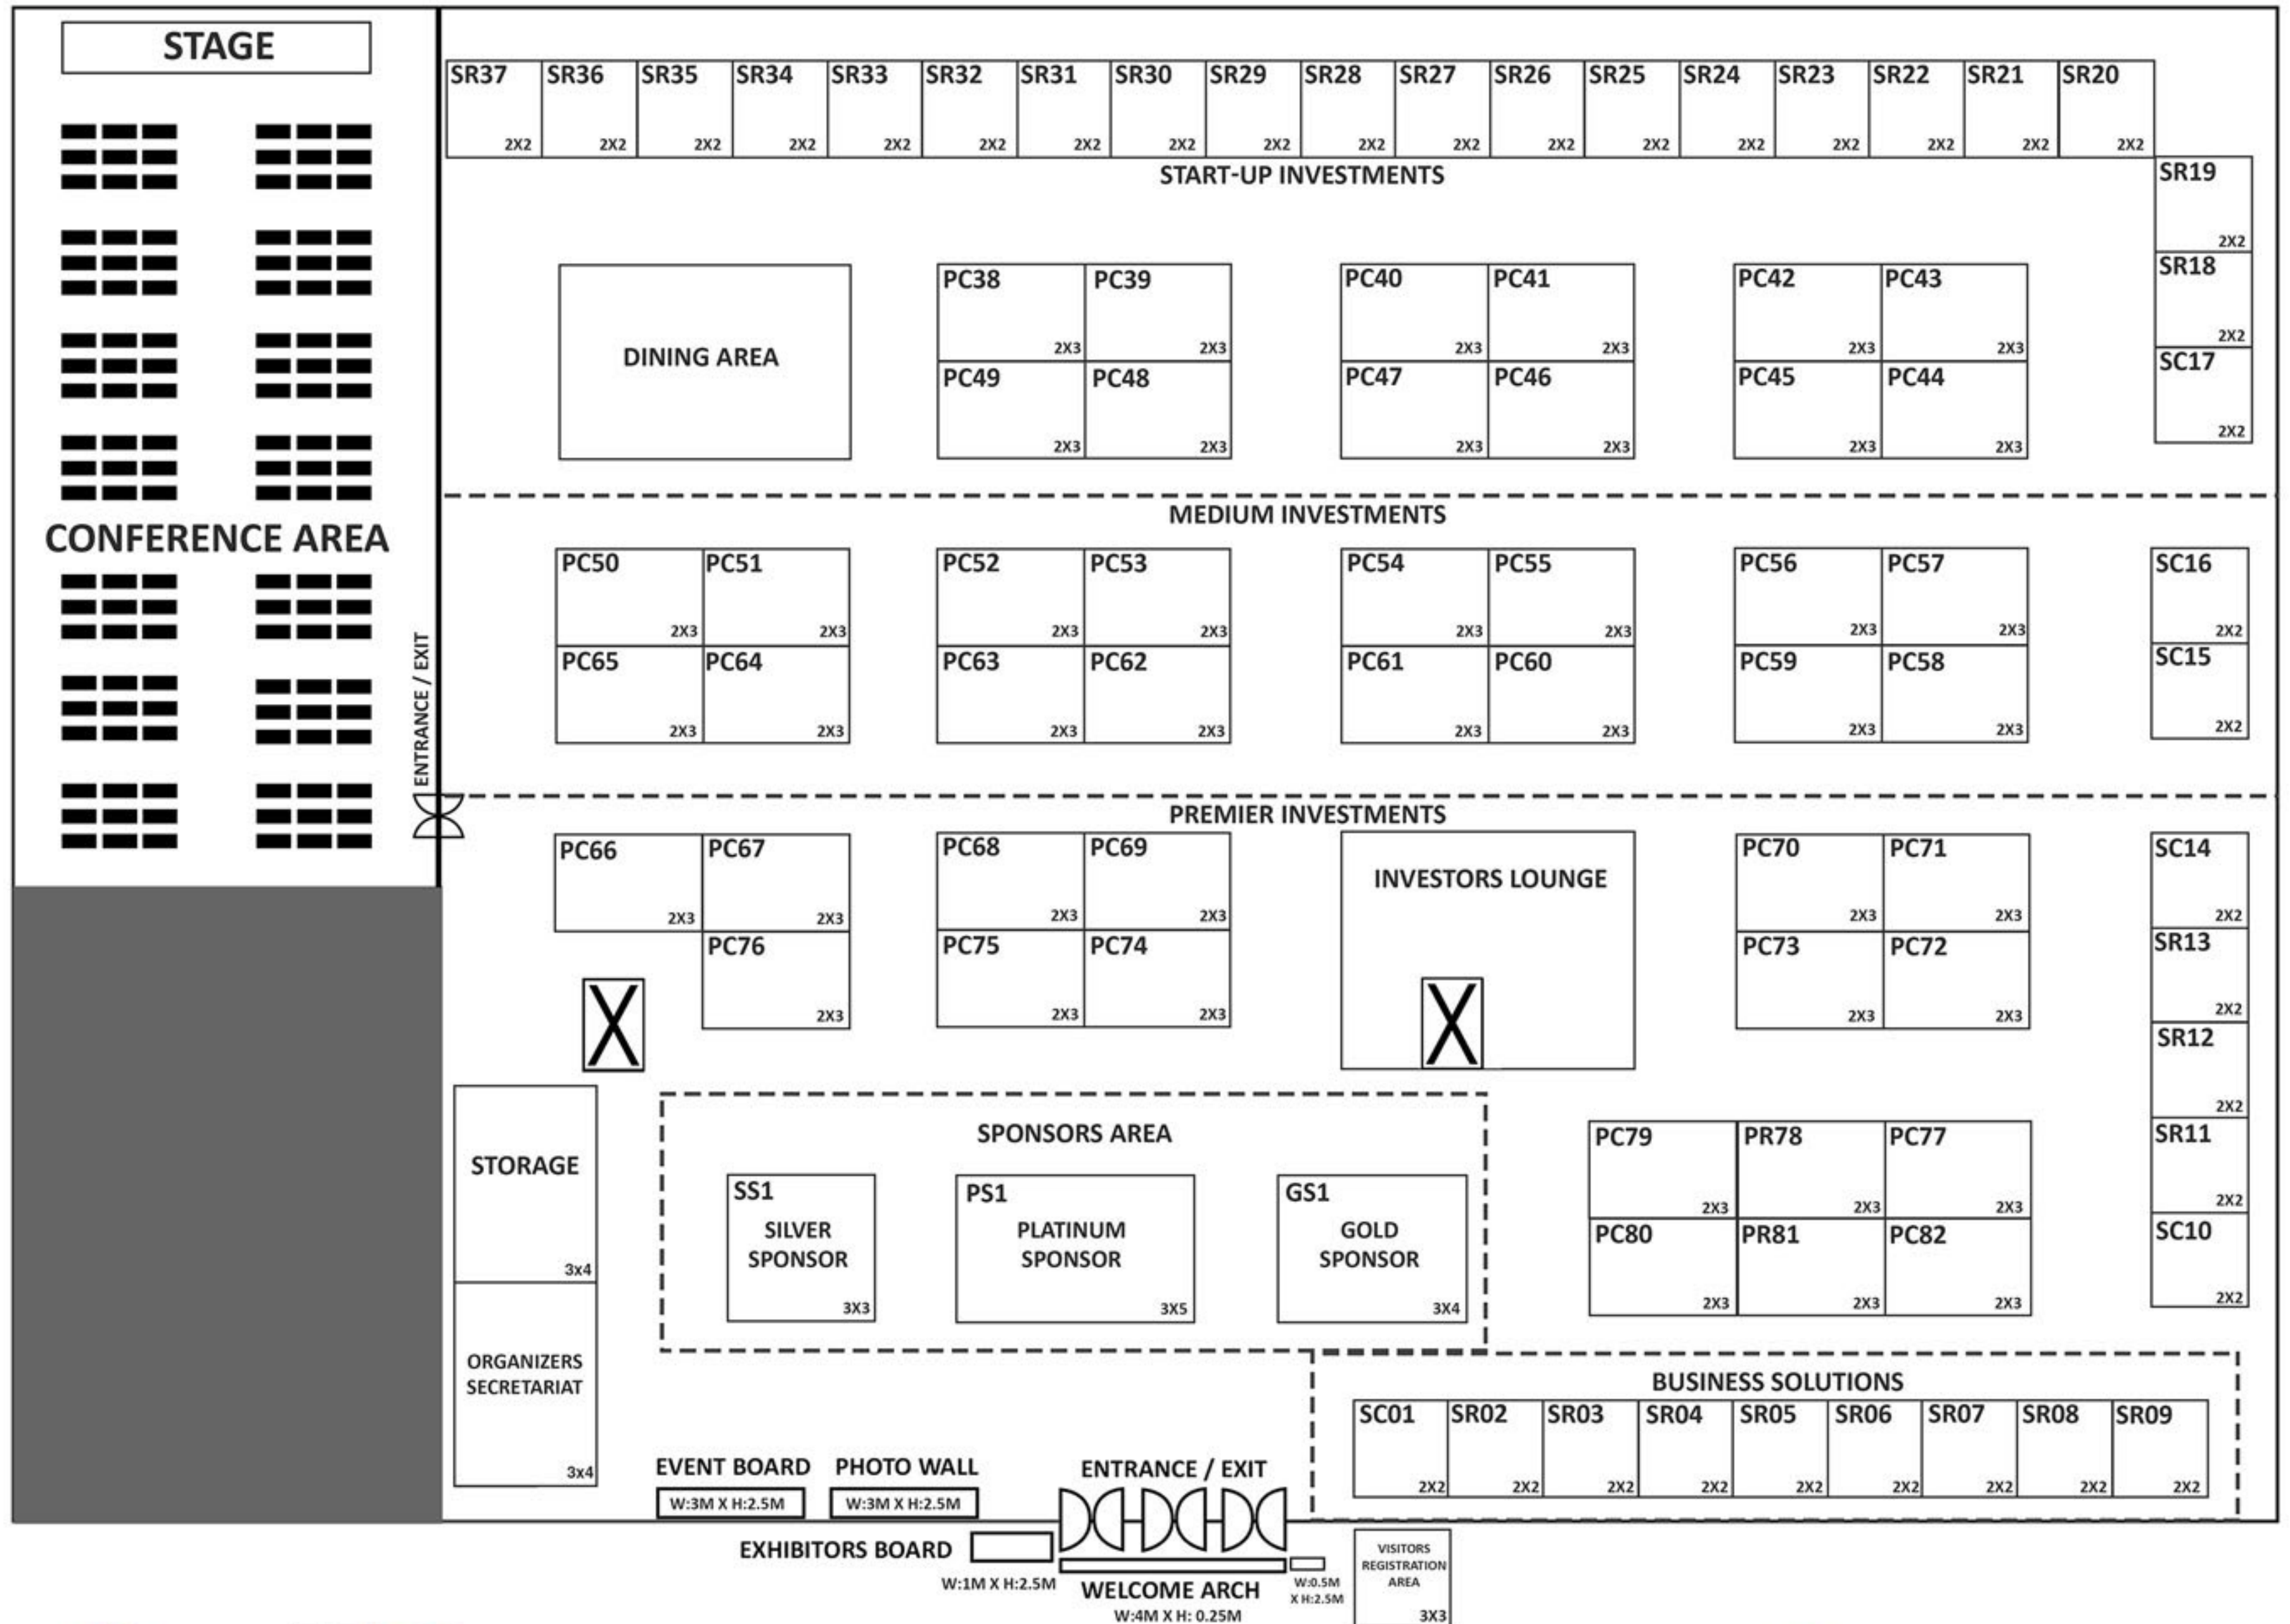 STAGE
SR37 SR36 SR35 SR34 SR33 SR32 SR31 SR30 SR29 SR28 SR27 SR26 SR25 SR24 SR23 SR22 SR21 SR20
2X2 2X2 2X2 2X2 2X2 2X2 2X2 2X2 2X2 2X2 2X2 2X2 2X2 2X2 2X2 2X2 2X2 2X2
START-UP INVESTMENTS
SR19
2X2
SR18
2X2
SC17
2X2
DINING AREA
PC38 PC39 PC40 PC41 PC42 PC43
2X3 2X3 2X3 2X3 2X3 2X3
PC49 PC48 PC47 PC46 PC45 PC44
2X3 2X3 2X3 2X3 2X3 2X3
CONFERENCE AREA
ENTRANCE / EXIT
MEDIUM INVESTMENTS
PC50 PC51 PC52 PC53 PC54 PC55 PC56 PC57 SC16
2X3 2X3 2X3 2X3 2X3 2X3 2X3 2X3 2X2
PC65 PC64 PC63 PC62 PC61 PC60 PC59 PC58 SC15
2X3 2X3 2X3 2X3 2X3 2X3 2X3 2X3 2X2
PREMIER INVESTMENTS
PC66 PC67 PC68 PC69 INVESTORS LOUNGE PC70 PC71 SC14
2X3 2X3 2X3 2X3 2X3 2X3 2X2
PC76 PC75 PC74 PC73 PC72 SR13
2X3 2X3 2X3 2X3 2X3 2X2
SR12
2X2
STORAGE
3x4
ORGANIZERS
SECRETARIAT
3x4
SPONSORS AREA
SS1
SILVER
SPONSOR
3X3
PS1
PLATINUM
SPONSOR
3X5
GS1
GOLD
SPONSOR
3X4
PC79 PR78 PC77 SR11
2X3 2X3 2X3 2X2
PC80 PR81 PC82 SC10
2X3 2X3 2X3 2X2
BUSINESS SOLUTIONS
SC01 SR02 SR03 SR04 SR05 SR06 SR07 SR08 SR09
2X2 2X2 2X2 2X2 2X2 2X2 2X2 2X2 2X2
EVENT BOARD
W:3M X H:2.5M
PHOTO WALL
W:3M X H:2.5M
ENTRANCE / EXIT
EXHIBITORS BOARD
W:1M X H:2.5M
WELCOME ARCH
W:4M X H: 0.25M
W:0.5M
X H:2.5M
VISITORS
REGISTRATION
AREA
3X3